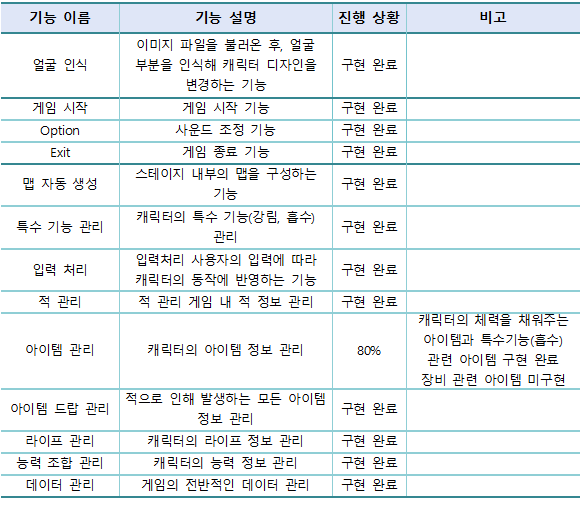 기능 이름 기능 설명 진행 상황 비고
얼굴 인식 이미지 파일을 불러온 후, 얼굴 부분을 인식해 캐릭터 디자인을 변경하는 기능 구현 완료
게임 시작 게임 시작 기능 구현 완료
Option 사운드 조정 기능 구현 완료
Exit 게임 종료 기능 구현 완료
맵 자동 생성 스테이지 내부의 맵을 구성하는 기능 구현 완료
특수 기능 관리 캐릭터의 특수 기능(강림, 흡수) 관리 구현 완료
입력 처리 입력처리 사용자의 입력에 따라 캐릭터의 동작에 반영하는 기능 구현 완료
적 관리 적 관리 게임 내 적 정보 관리 구현 완료
아이템 관리 캐릭터의 아이템 정보 관리 80% 캐릭터의 체력을 채워주는 아이템과 특수기능(흡수) 관련 아이템 구현 완료 장비 관련 아이템 미구현
아이템 드랍 관리 적으로 인해 발생하는 모든 아이템 정보 관리 구현 완료
라이프 관리 캐릭터의 라이프 정보 관리 구현 완료
능력 조합 관리 캐릭터의 능력 정보 관리 구현 완료
데이터 관리 게임의 전반적인 데이터 관리 구현 완료